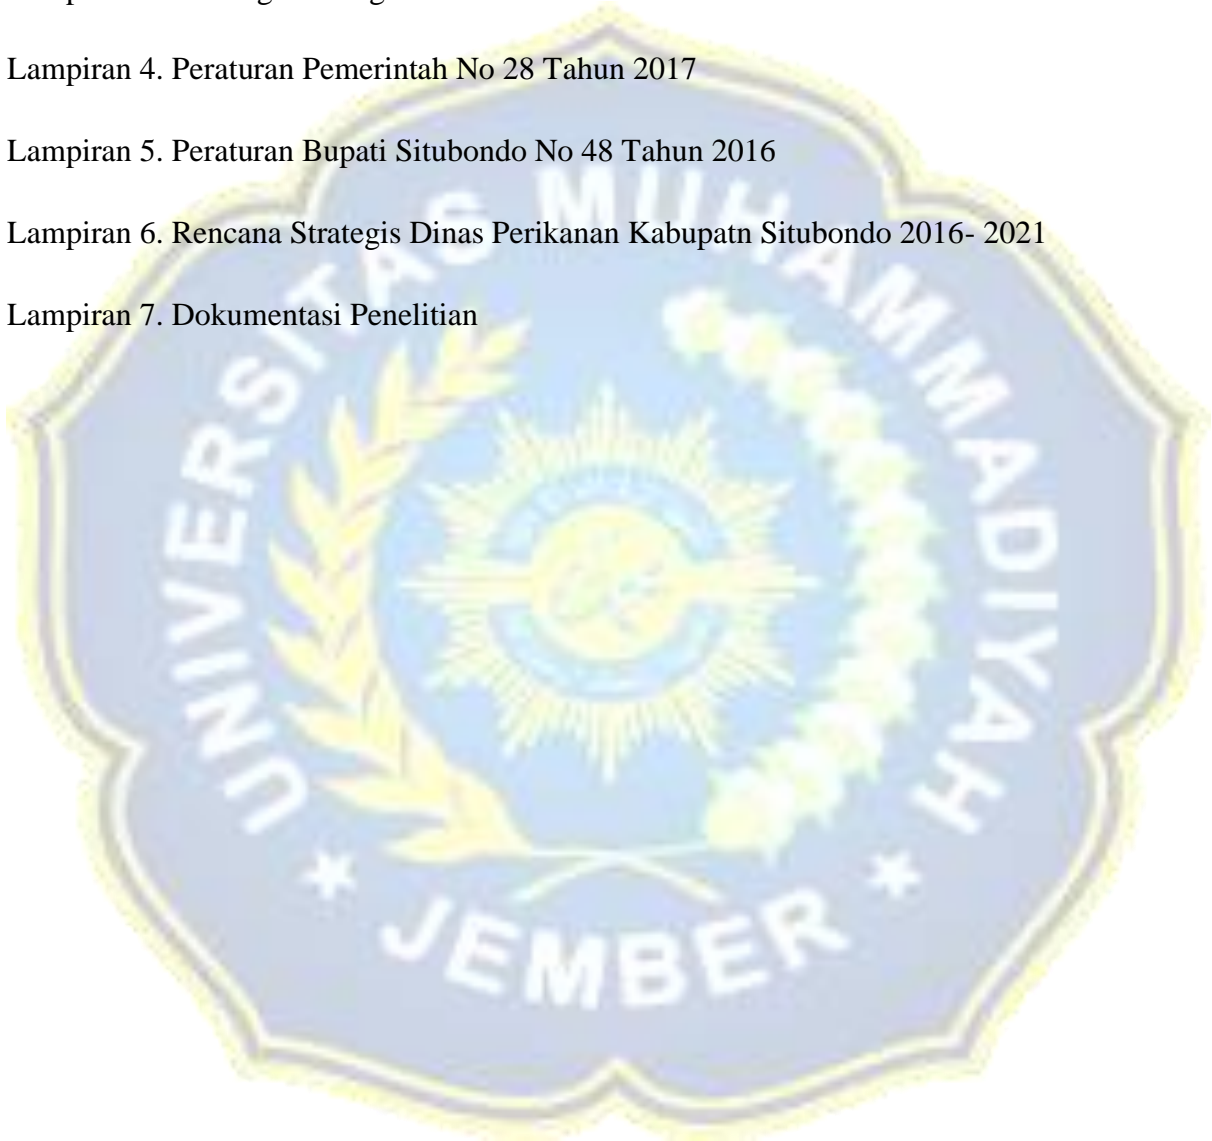 Lampiran 4. Peraturan Pemerintah No 28 Tahun 2017
Lampiran 5. Peraturan Bupati Situbondo No 48 Tahun 2016
Lampiran 6. Rencana Strategis Dinas Perikanan Kabupatn Situbondo 2016- 2021
Lampiran 7. Dokumentasi Penelitian
UNIVERSITAS MUHAMMADIYAH
JEMBER